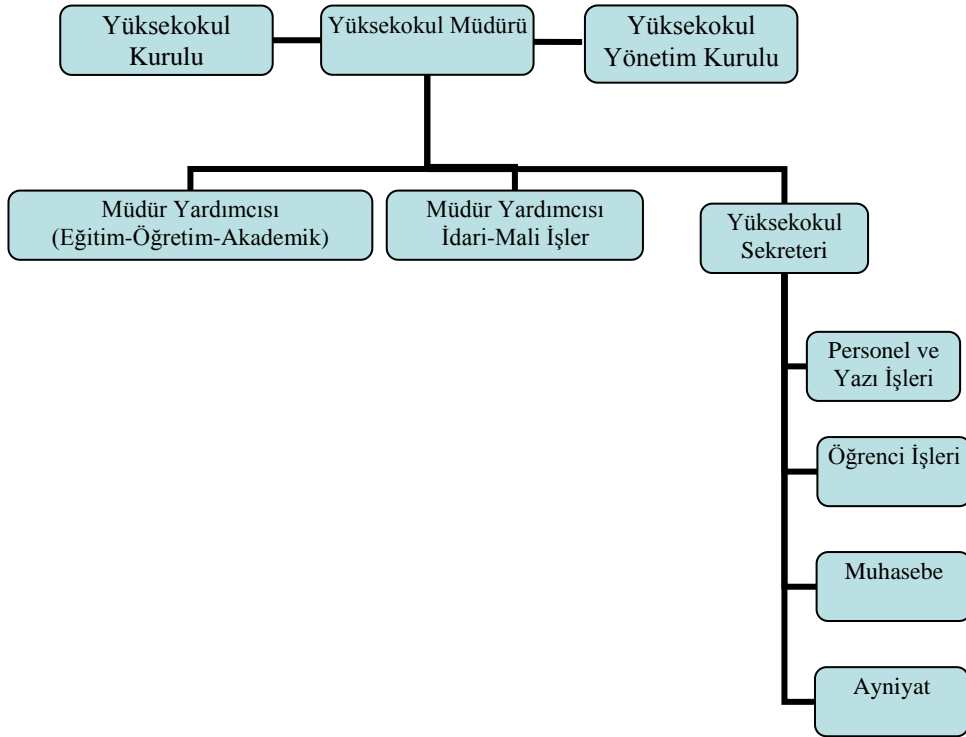 Yüksekokul
Kurulu
Yüksekokul Müdürü
Yüksekokul
Yönetim Kurulu
Müdür Yardımcısı
(Eğitim-Öğretim-Akademik)
Müdür Yardımcısı
İdari-Mali İşler
Yüksekokul
Sekreteri
Personel ve
Yazı İşleri
Öğrenci İşleri
Muhasebe
Ayniyat